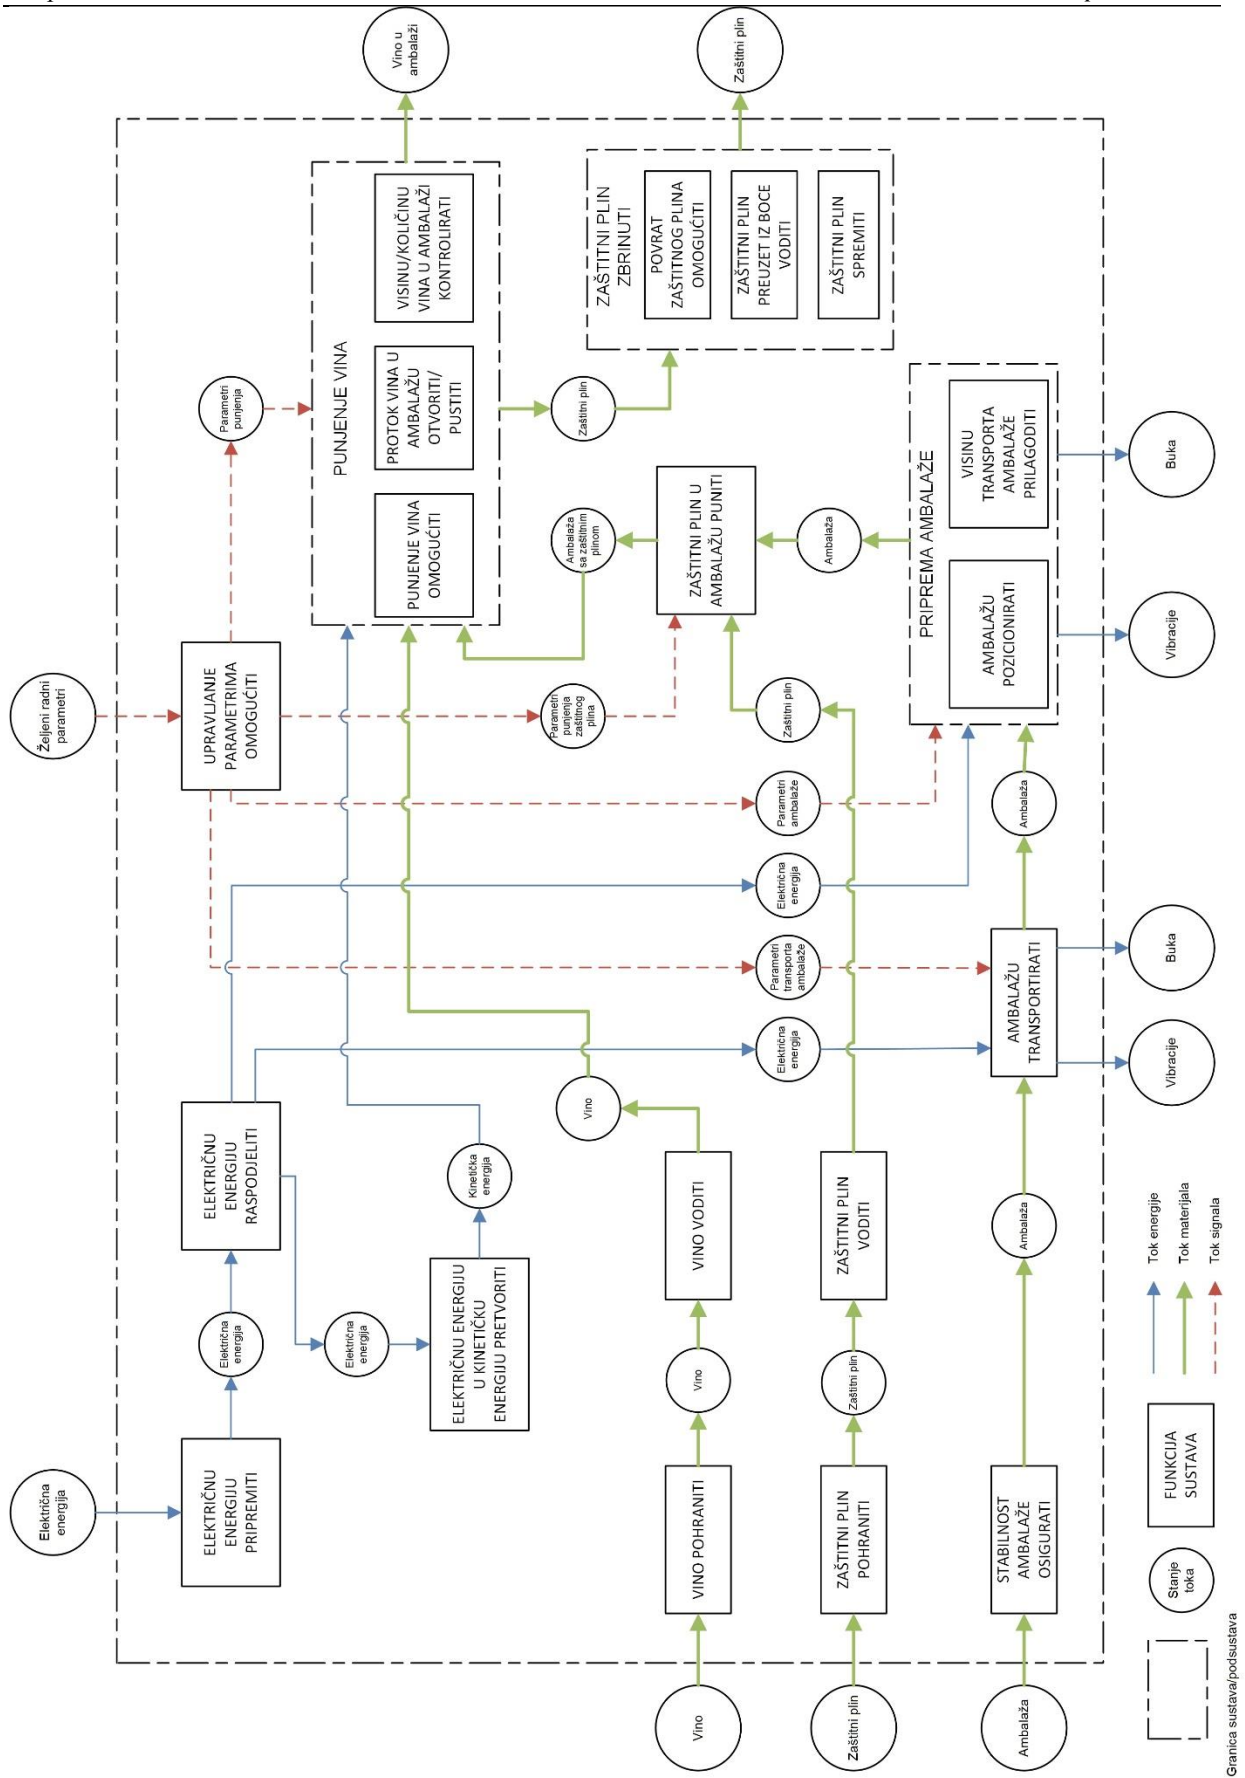 Električna
energija
Željeni radni
parametri
Vino u
ambalaži
Zaštitni plin
ELEKTRIČNU
ENERGIJU
PRIPREMITI
Električna
energija
ELEKTRIČNU
ENERGIJU
RASPODJELITI
UPRAVLJANJE
PARAMETRIMA
OMOGUĆITI
Parametri
punjenja
Električna
energija
ELEKTRIČNU ENERGIJU
U KINETIČKU
ENERGIJU PRETVORITI
Kinetička
energija
PUNJENJE VINA
PUNJENJE VINA
OMOGUĆITI
PROTOK VINA U
AMBALAŽU
OTVORITI/
PUSTITI
VISINU/KOLČINU
VINA U AMBALAŽI
KONTROLIRATI
Vino
Parametri
punjenja
zaštitnog
plina
Ambalaža
sa zaštitnim
plinom
Zaštitni plin
ZAŠTITNI PLIN
ZBRINUTI
POVRAT
ZAŠTITNOG PLINA
OMOGUĆITI
ZAŠTITNI PLIN
PREUZET IZ BOCE
VODITI
ZAŠTITNI PLIN
SPREMITI
Vino
VINO POHRANITI
Vino
VINO VODITI
ZAŠTITNI PLIN U
AMBALAŽU PUNITI
Električna
energija
Parametri
transporta
ambalaže
Električna
energija
Parametri
ambalaže
Zaštitni plin
Ambalaža
Zaštitni plin
ZAŠTITNI PLIN
POHRANITI
Zaštitni plin
ZAŠTITNI PLIN
VODITI
PRIPREMA AMBALAŽE
AMBALAŽU
POZICIONIRATI
VISINU
TRANSPORTA
AMBALAŽE
PRILAGODITI
Ambalaža
STABILNOST
AMBALAŽE
OSIGURATI
Ambalaža
AMBALAŽU
TRANSPORTIRATI
Ambalaža
Vibracije
Buka
Vibracije
Buka
Granica sustava/podsustava
Stanje
toka
FUNKCIJA
SUSTAVA
Tok energije
Tok materijala
Tok signala